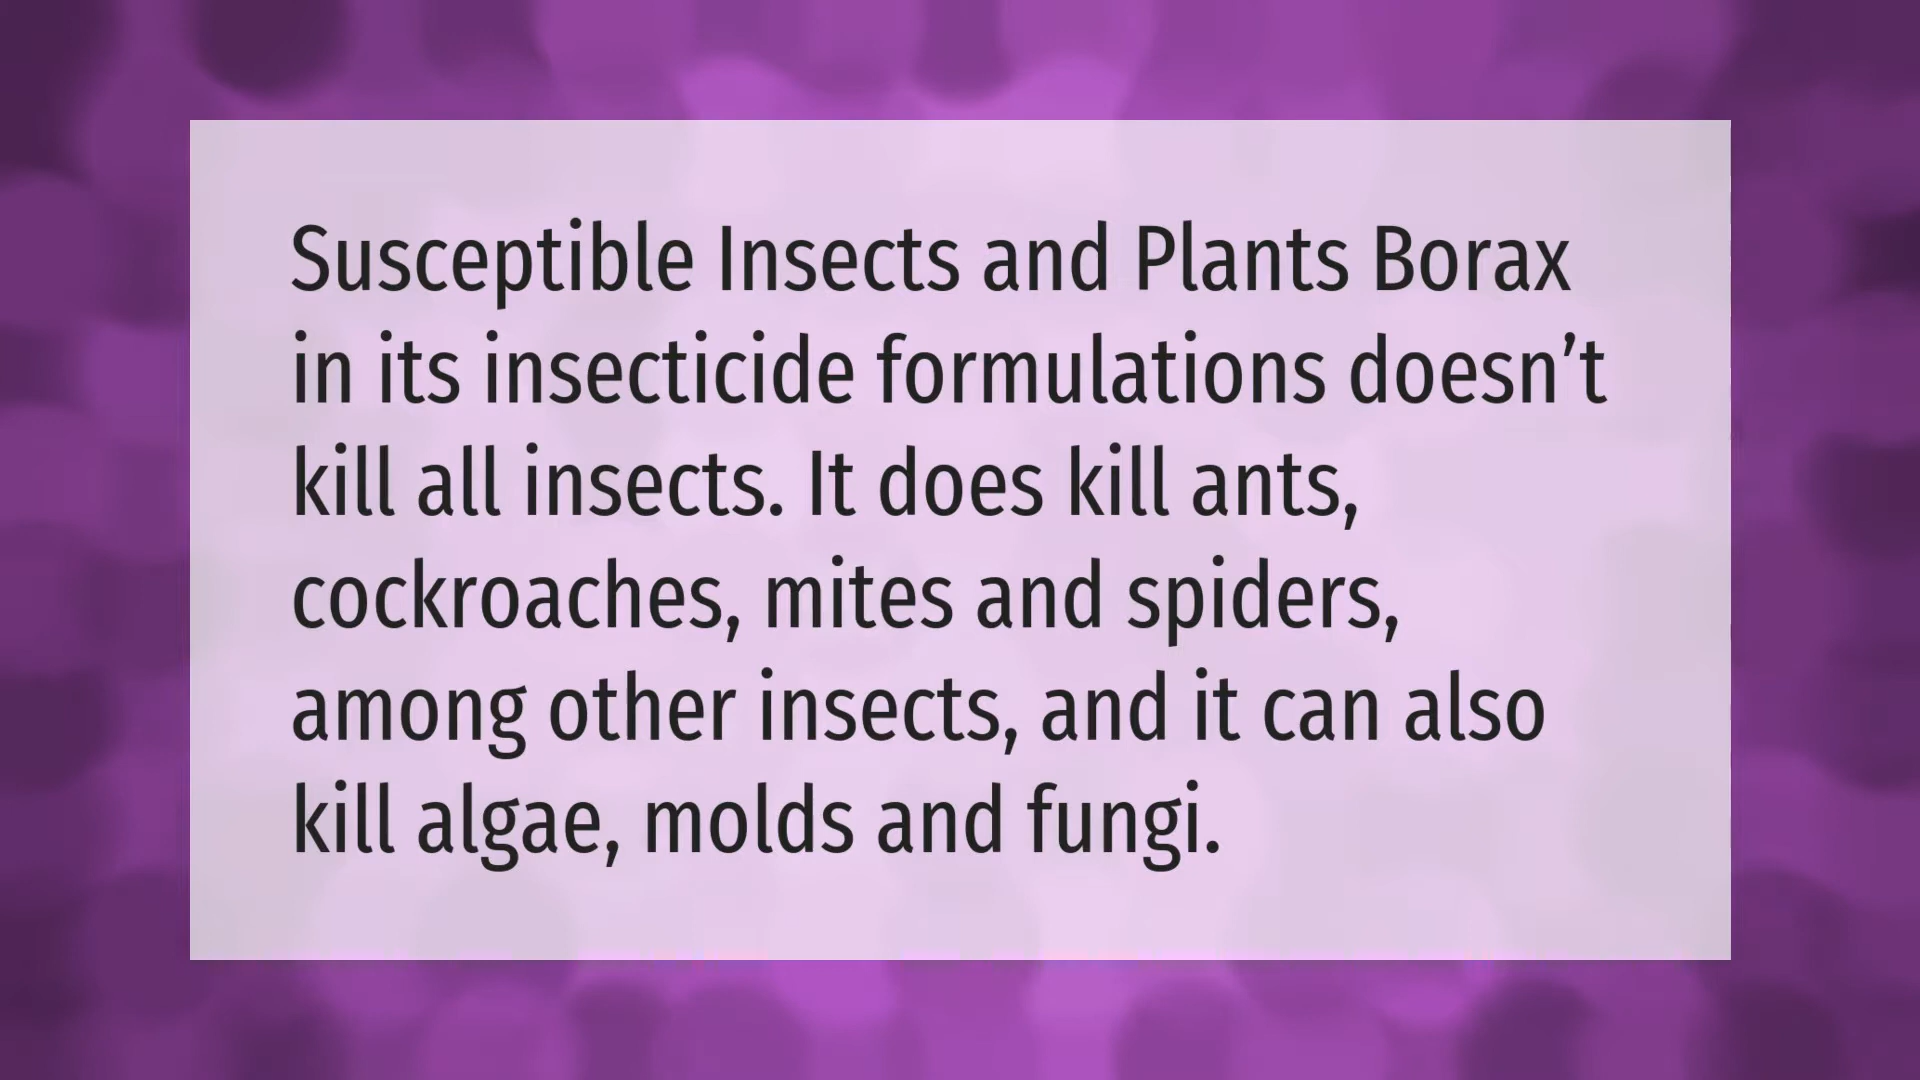 Susceptible Insects and Plants Borax
in its insecticide formulations doesn’t
kill all insects. It does kill ants,
cockroaches, mites and spiders,
among other insects, and it can also
kill algae, molds and fungi.